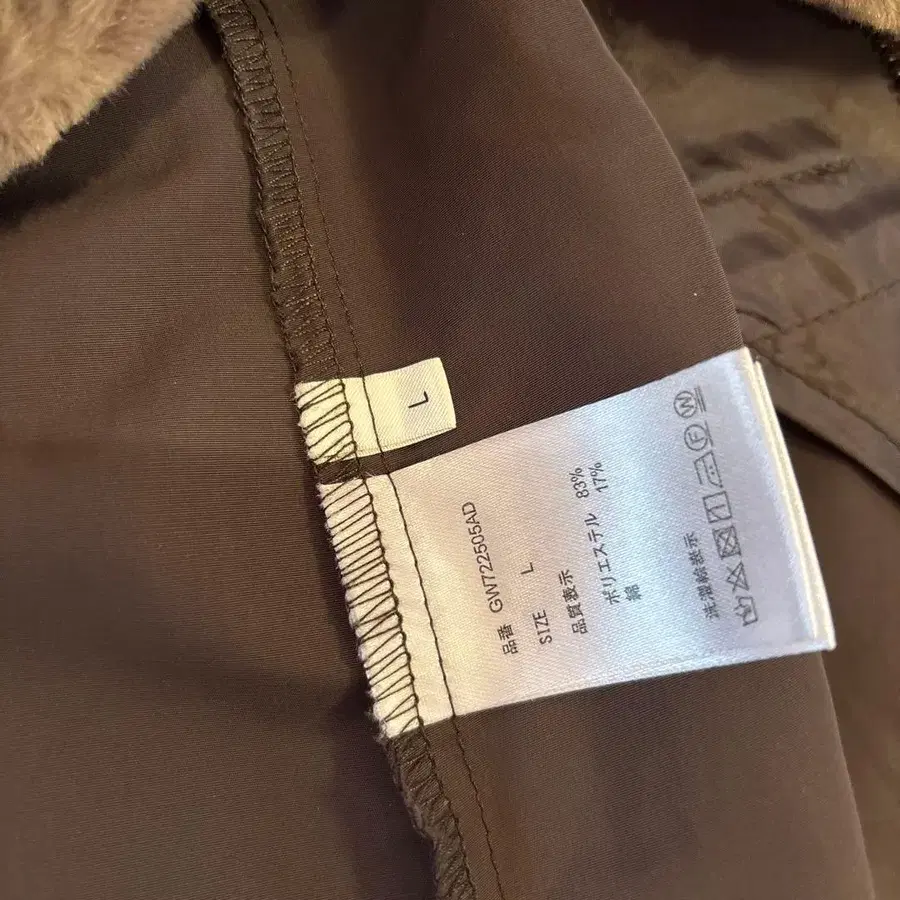 L
品番 GW722505AD
SIZE L
品質表示
ポリエステル 83%
綿 17%
洗濯絵表示
F W